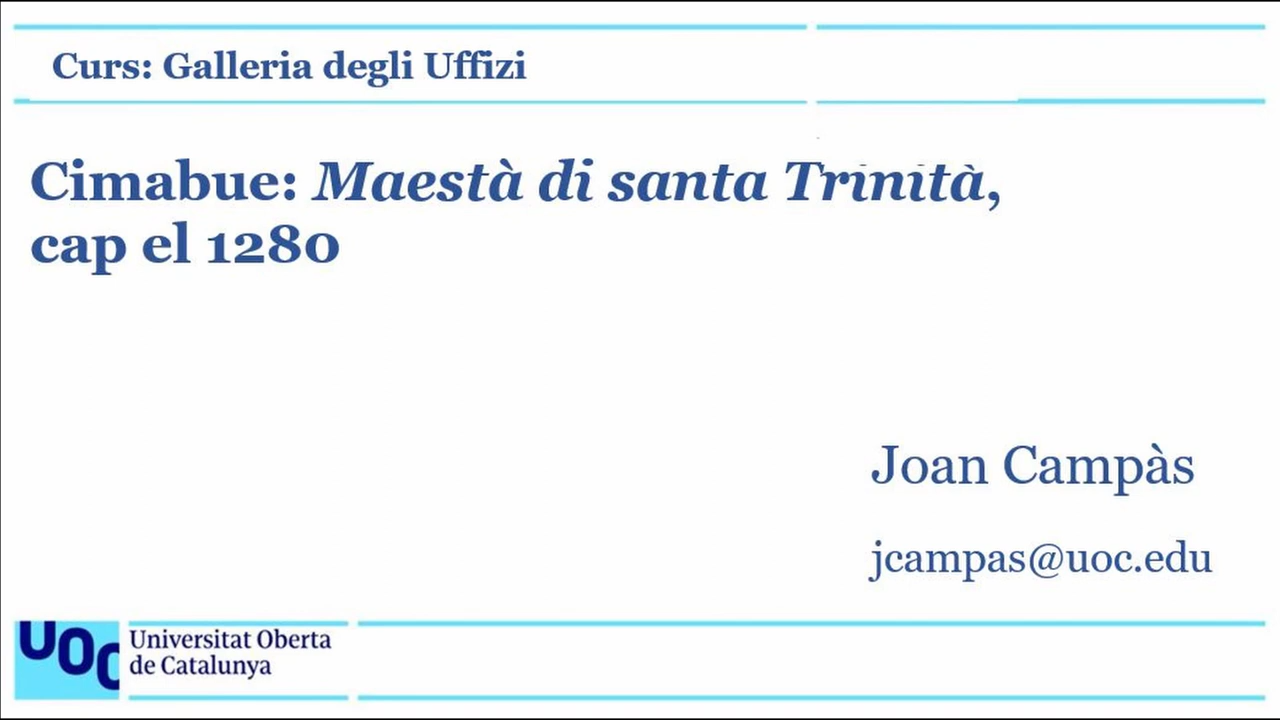 Curs: Galleria degli Uffizi
Cimabue: Maestà di santa Trinità,
cap el 1280
Joan Campàs
jcampas@uoc.edu
UOC
Universitat Oberta
de Catalunya